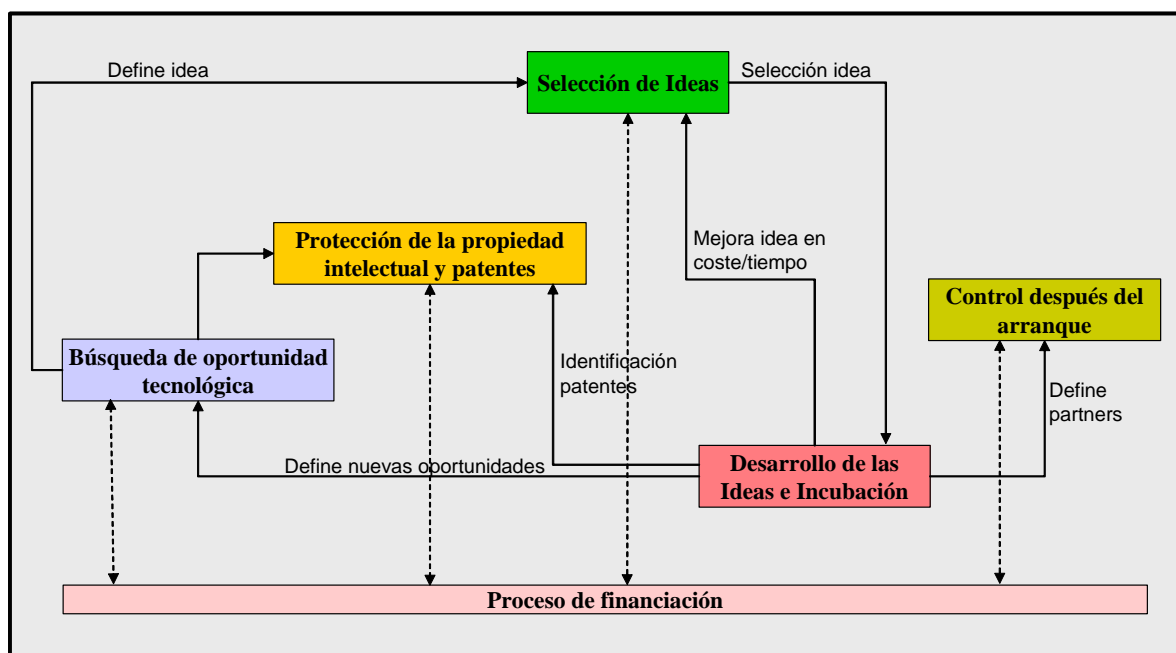 Define idea
Selección de Ideas
Selección idea
Protección de la propiedad
intelectual y patentes
Mejora idea en
coste/tiempo
Control después del
arranque
Búsqueda de oportunidad
tecnológica
Identificación
patentes
Define
partners
Define nuevas oportunidades
Desarrollo de las
Ideas e Incubación
Proceso de financiación